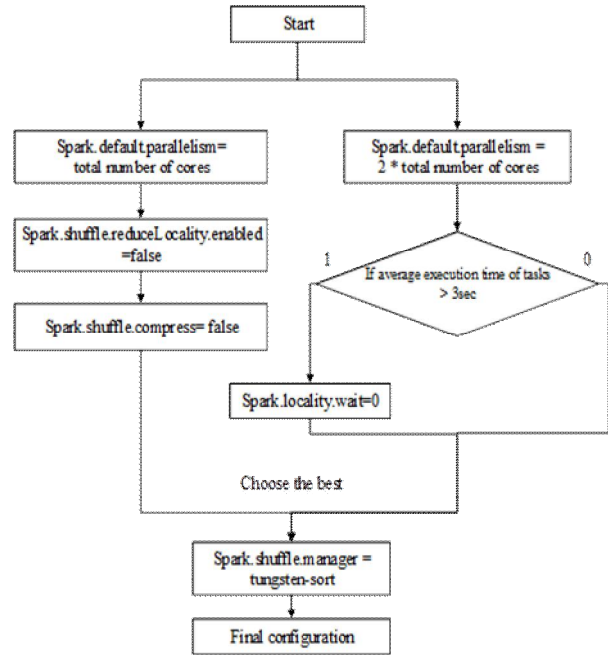 Start
Spark.default.parallelism=
total number of cores
Spark.default.parallelism =
2 * total number of cores
Spark.shuffle.reduceLocality.enabled
=false
1
0
If average execution time of tasks
> 3sec
Spark.shuffle.compress= false
Spark.locality.wait=0
Choose the best
Spark.shuffle.manager =
tungsten-sort
Final configuration